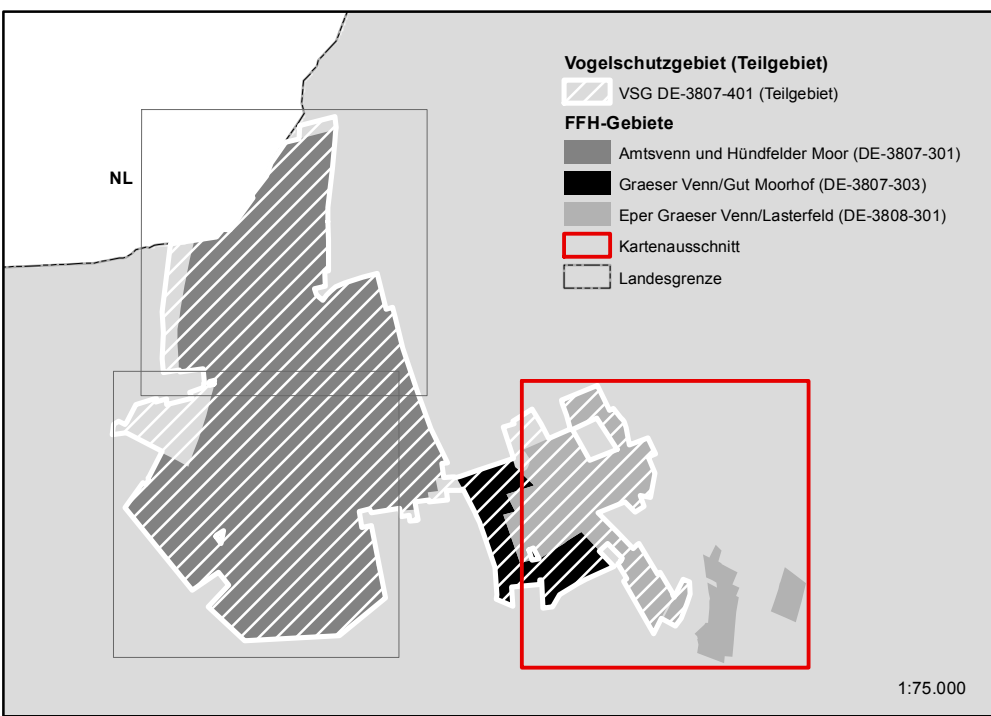 Vogelschutzgebiet (Teilgebiet)
VSG DE-3807-401 (Teilgebiet)
FFH-Gebiete
Amtsvenn und Hündfelder Moor (DE-3807-301)
Graeser Venn/Gut Moorhof (DE-3807-303)
Eper Graeser Venn/Lasterfeld (DE-3808-301)
Kartenausschnitt
Landesgrenze
NL
1:75.000